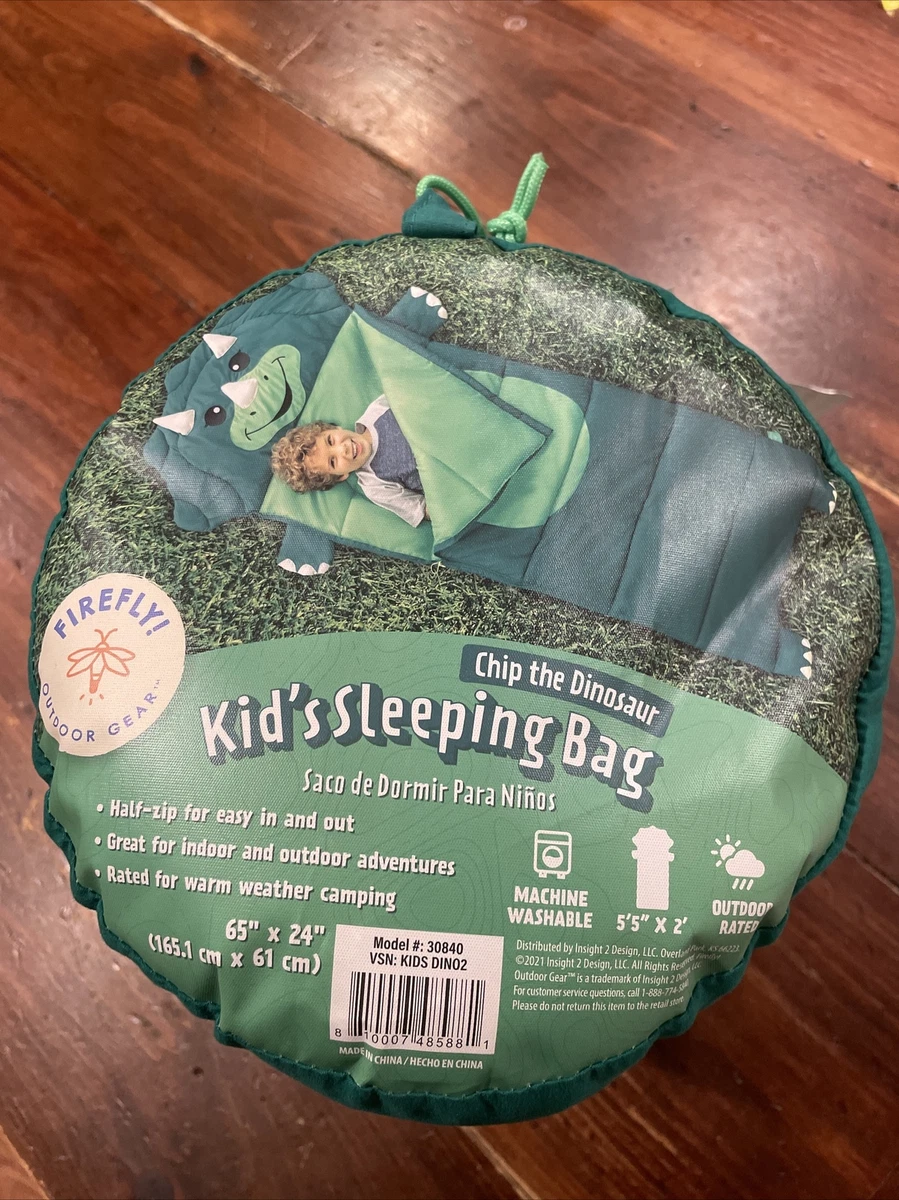 FIREFLY!
OUTDOOR GEAR™
Chip the Dinosaur
Kid's Sleeping Bag
Saco de Dormir Para Niños
• Half-zip for easy in and out
• Great for indoor and outdoor adventures
• Rated for warm weather camping
65" x 24"
(165.1 cm x 61 cm)
MACHINE
WASHABLE
5'5" X 2'
OUTDOOR
RATED
Model #: 30840
VSN: KIDS DINO2
8 10007 48588 1
MADE IN CHINA / HECHO EN CHINA
Distributed by Insight 2 Design, LLC. Overland Park, KS 66223.
©2021 Insight 2 Design, LLC. All Rights Reserved.
Outdoor Gear™ is a trademark of Insight 2 Design, LLC.
For customer service questions, call 1-888-774-
Please do not return this item to the retail store.